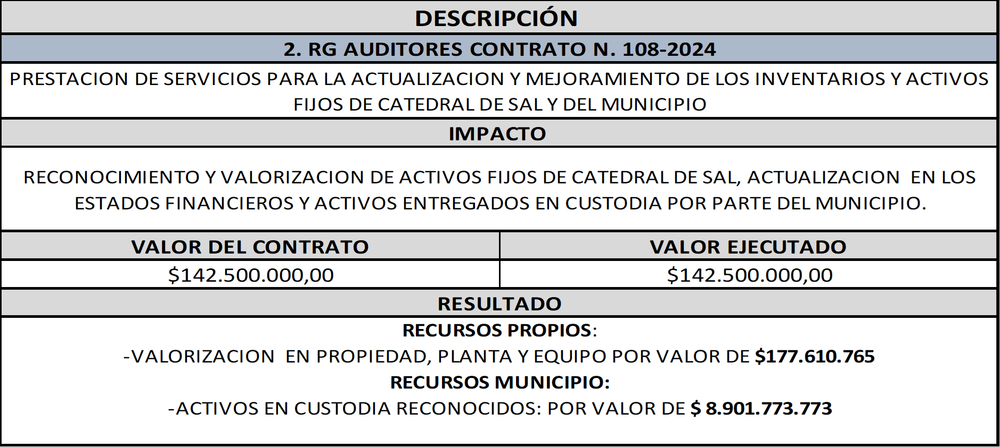 DESCRIPCIÓN
2. RG AUDITORES CONTRATO N. 108-2024
PRESTACION DE SERVICIOS PARA LA ACTUALIZACION Y MEJORAMIENTO DE LOS INVENTARIOS Y ACTIVOS
FIJOS DE CATEDRAL DE SAL Y DEL MUNICIPIO
IMPACTO
RECONOCIMIENTO Y VALORIZACION DE ACTIVOS FIJOS DE CATEDRAL DE SAL, ACTUALIZACION EN LOS
ESTADOS FINANCIEROS Y ACTIVOS ENTREGADOS EN CUSTODIA POR PARTE DEL MUNICIPIO.
VALOR DEL CONTRATO VALOR EJECUTADO
$142.500.000,00 $142.500.000,00
RESULTADO
RECURSOS PROPIOS:
-VALORIZACION EN PROPIEDAD, PLANTA Y EQUIPO POR VALOR DE $177.610.765
RECURSOS MUNICIPIO:
-ACTIVOS EN CUSTODIA RECONOCIDOS: POR VALOR DE $ 8.901.773.773